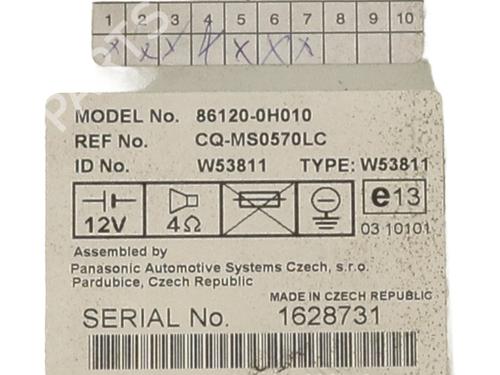 1 2 3 4 5 6 7 8 9 10
x x x x x x x
MODEL No. 86120-0H010
REF No. CQ-MS0570LC
ID No. W53811 TYPE: W53811
12V 4Ω e13
03 10101
Assembled by
Panasonic Automotive Systems Czech, s.r.o.
Pardubice, Czech Republic
MADE IN CZECH REPUBLIC
SERIAL No. 1628731